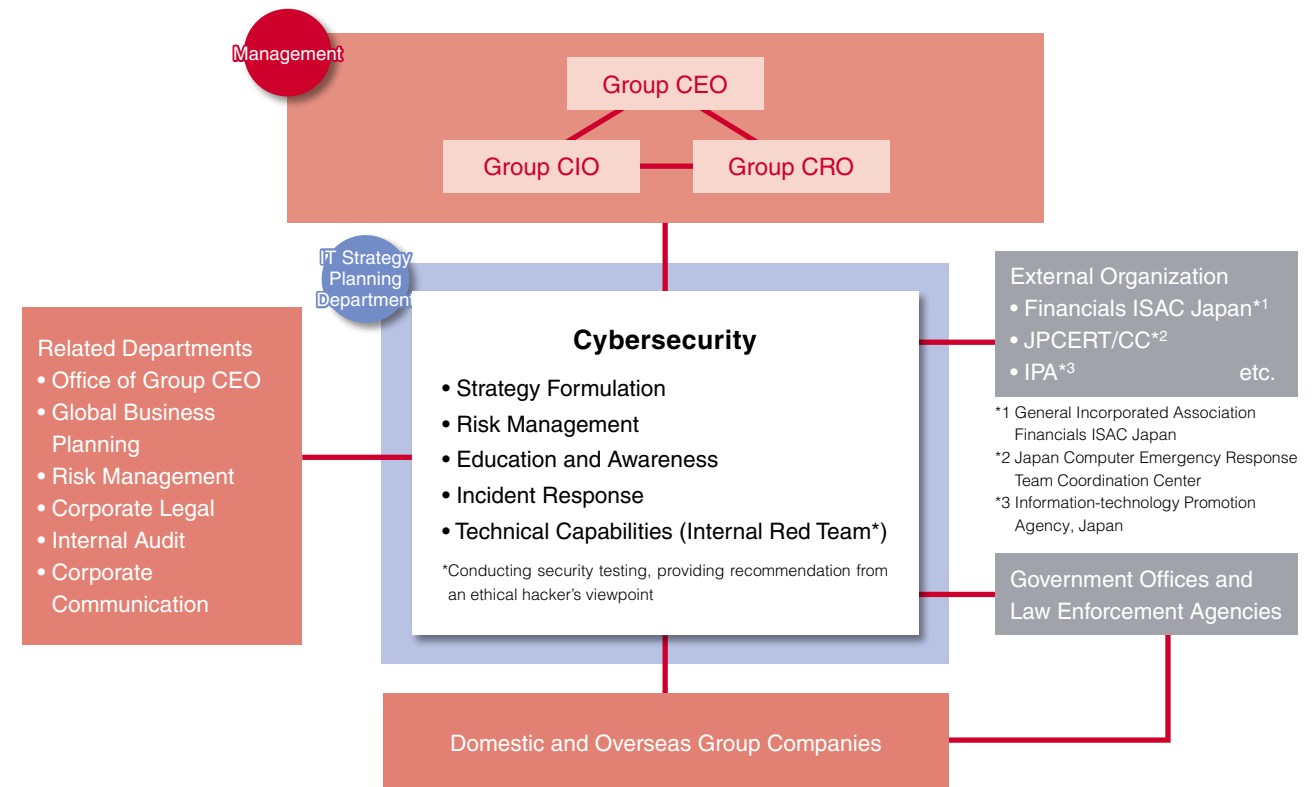 Management
Group CEO
Group CIO
Group CRO
IT Strategy
Planning
Department
Cybersecurity
• Strategy Formulation
• Risk Management
• Education and Awareness
• Incident Response
• Technical Capabilities (Internal Red Team*)
*Conducting security testing, providing recommendation from
an ethical hacker's viewpoint
Related Departments
• Office of Group CEO
• Global Business
Planning
• Risk Management
• Corporate Legal
• Internal Audit
• Corporate
Communication
External Organization
• Financials ISAC Japan*1
• JPCERT/CC*2
• IPA*3 etc.
*1 General Incorporated Association
Financials ISAC Japan
*2 Japan Computer Emergency Response
Team Coordination Center
*3 Information-technology Promotion
Agency, Japan
Government Offices and
Law Enforcement Agencies
Domestic and Overseas Group Companies